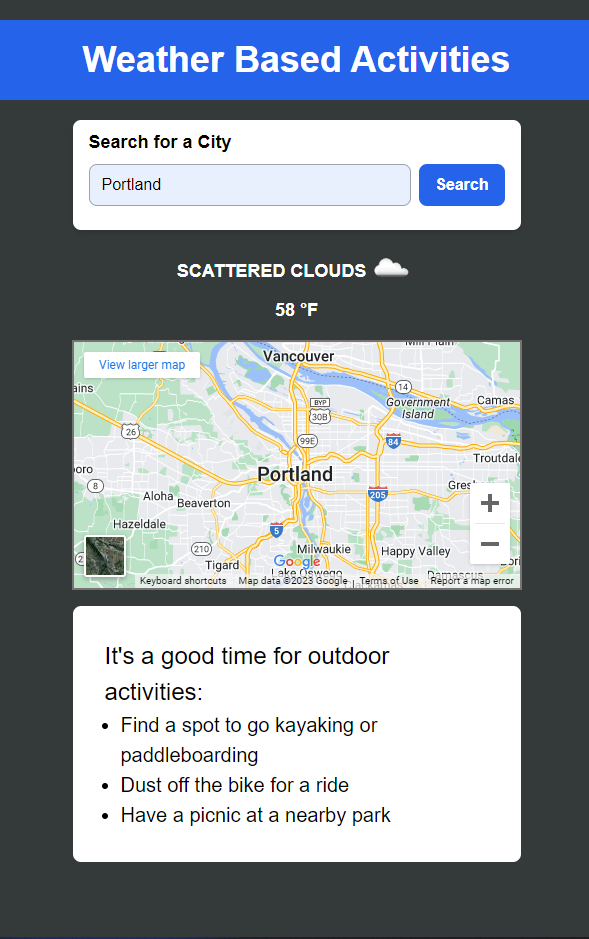 Weather Based Activities
Search for a City
Portland
Search
SCATTERED CLOUDS
58 °F
View larger map
Vancouver
Mill Plain
ains
14
Government
Island
Camas
BYP
30B
26
99E
84
Troutdale
Portland
oro
8
Gres
205
Aloha
Beaverton
Hazeldale
5
210
Milwaukie
Happy Valley
Tigard
Google
Lake Oswego
Damascus
Keyboard shortcuts
Map data ©2023 Google
Terms of Use
Report a map error
It's a good time for outdoor
activities:
• Find a spot to go kayaking or
paddleboarding
• Dust off the bike for a ride
• Have a picnic at a nearby park